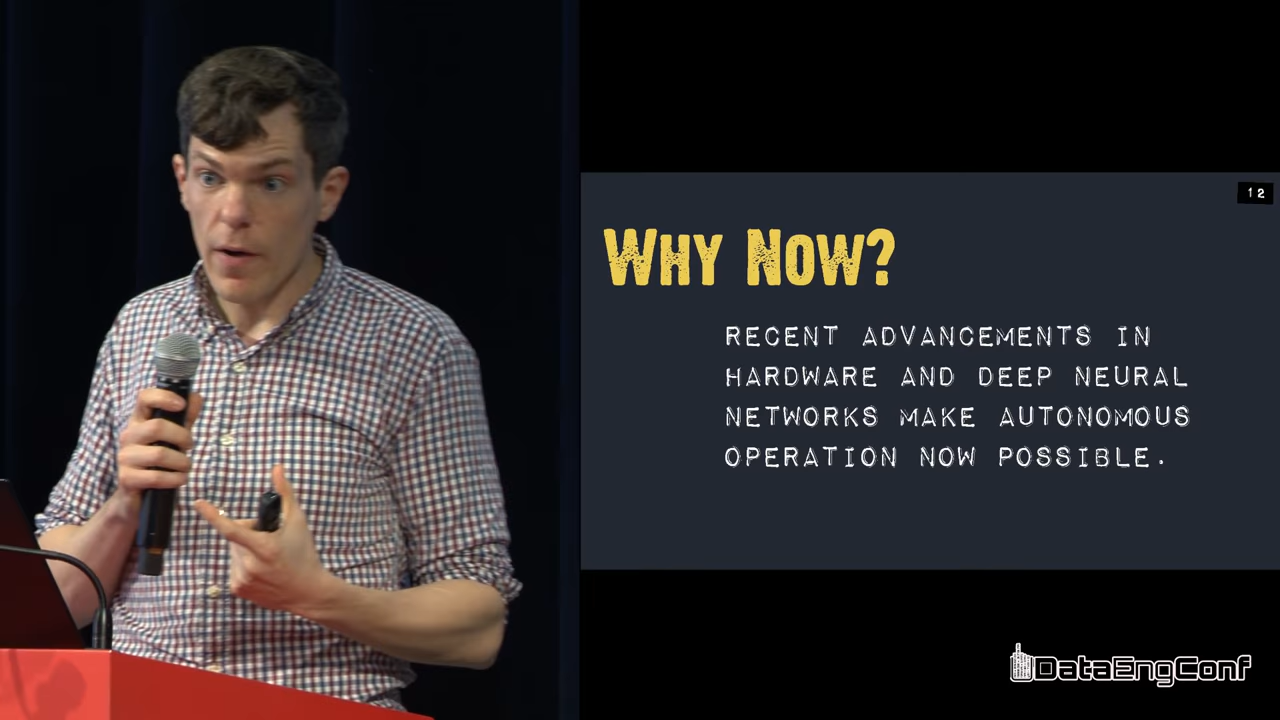 12
WHY NOW?
RECENT ADVANCEMENTS IN
HARDWARE AND DEEP NEURAL
NETWORKS MAKE AUTONOMOUS
OPERATION NOW POSSIBLE.
DataEngConf